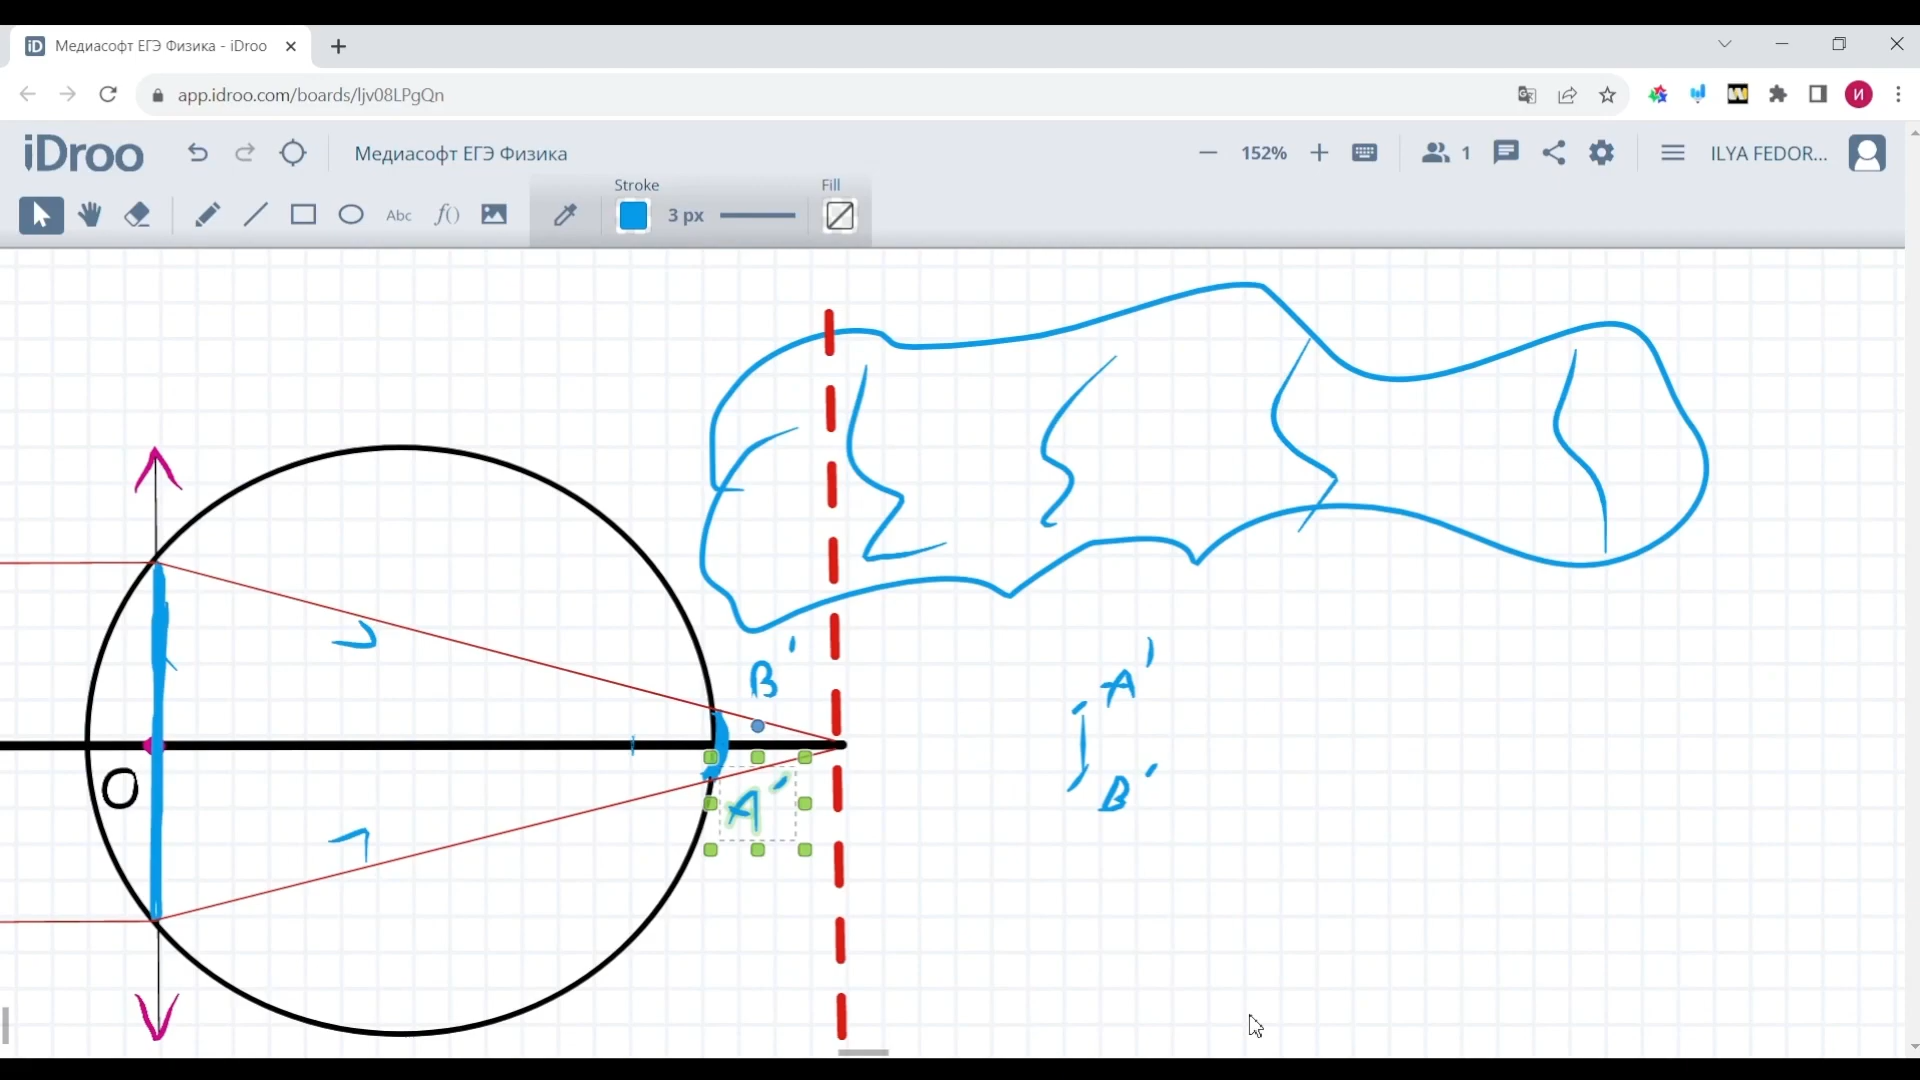 Медиасофт ЕГЭ Физика - iDroo
app.idroo.com/boards/ljv08LPgQn
iDroo
Медиасофт ЕГЭ Физика
152%
1
ILYA FEDOR...
Abc
f()
Stroke
3 px
Fill
B'
A'
O
A'
B'